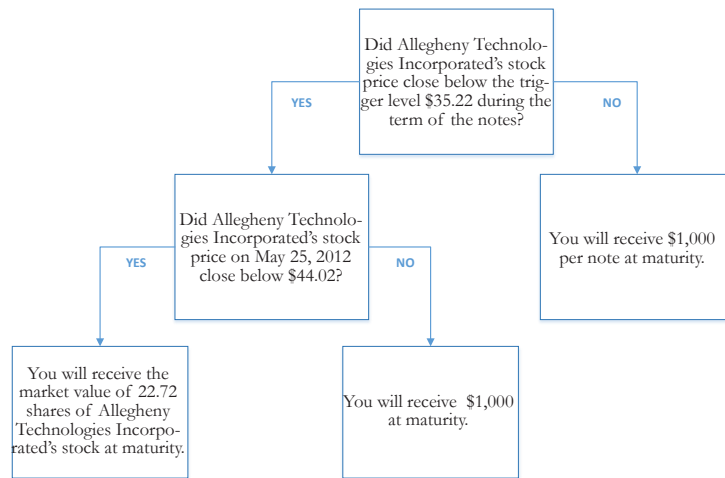 Did Allegheny Technolo-
gies Incorporated's stock
price close below the trig-
ger level $35.22 during the
term of the notes?
YES
NO
Did Allegheny Technolo-
gies Incorporated's stock
price on May 25, 2012
close below $44.02?
You will receive $1,000
per note at maturity.
YES
NO
You will receive the
market value of 22.72
shares of Allegheny
Technologies Incorpo-
rated's stock at maturity.
You will receive $1,000
at maturity.